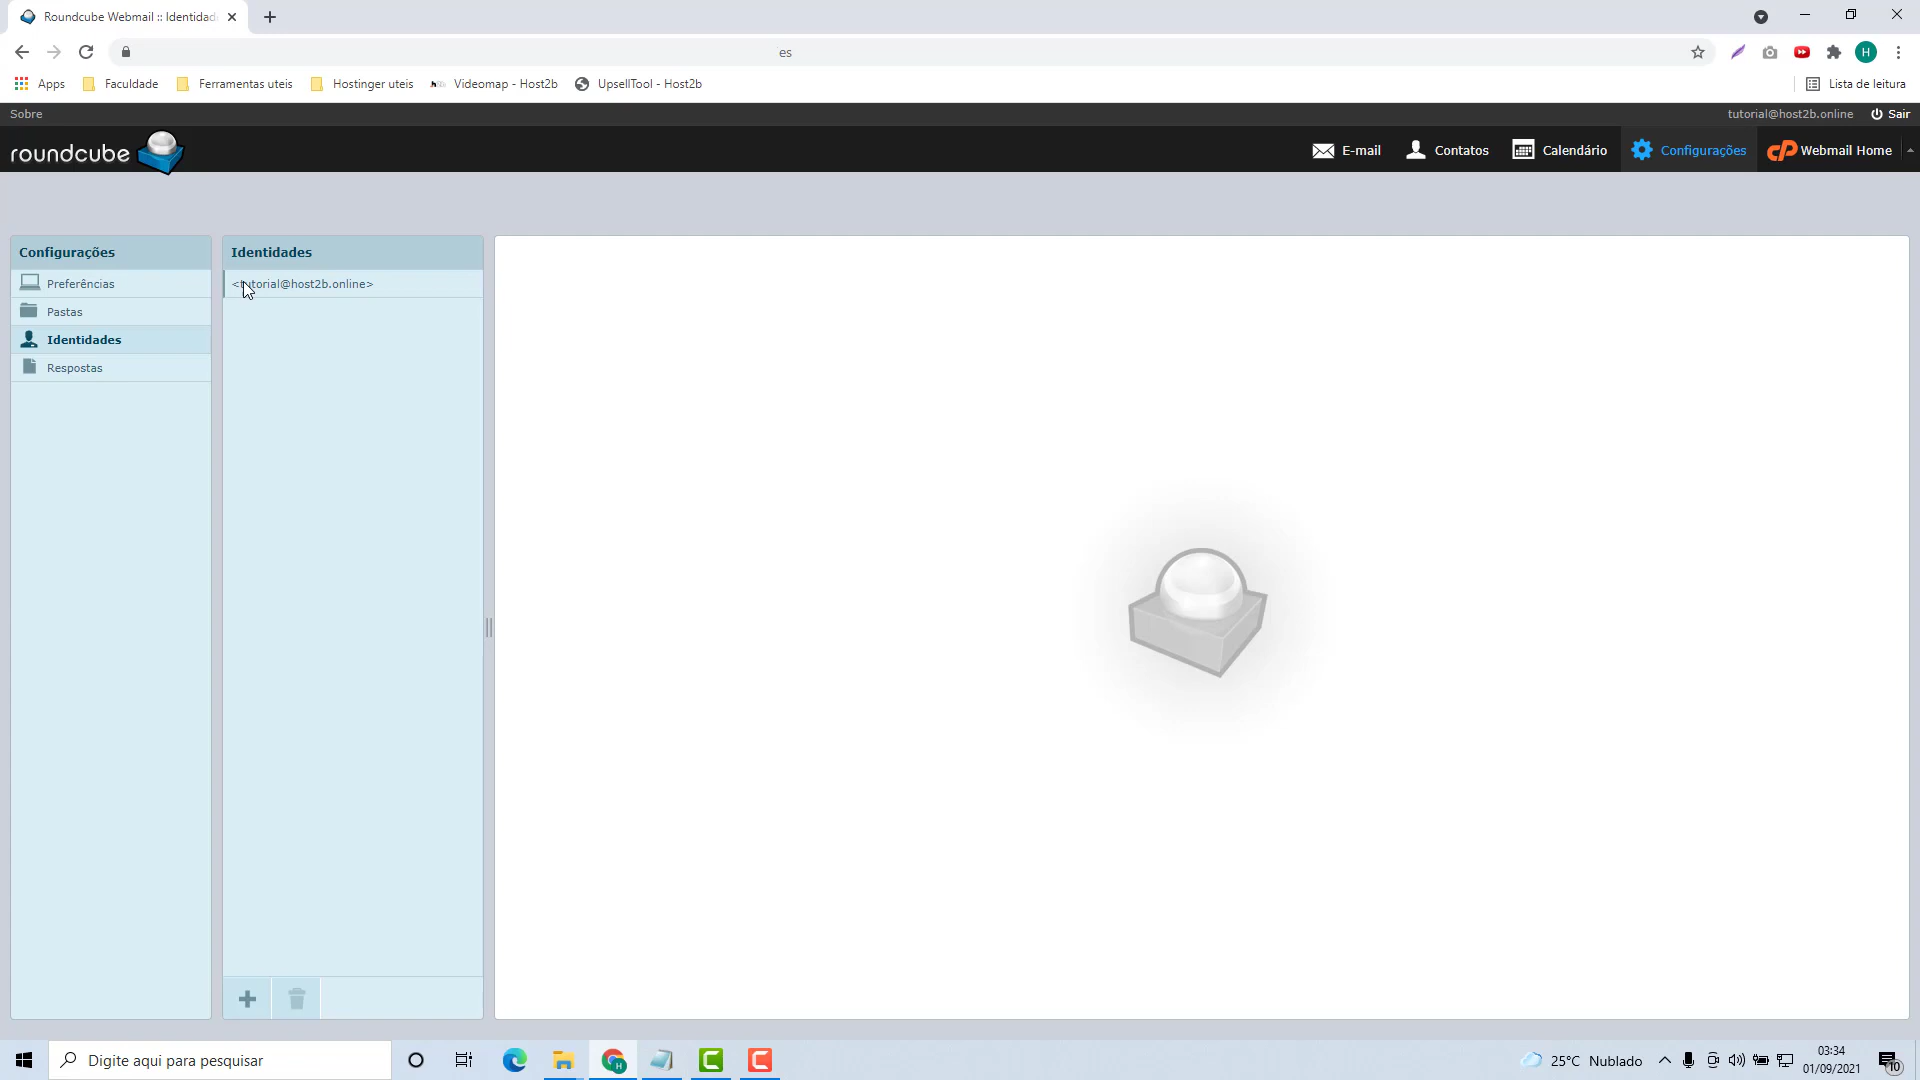 Roundcube Webmail :: Identidad
es
Apps
Faculdade
Ferramentas uteis
Hostinger uteis
Videomap - Host2b
UpsellTool - Host2b
Lista de leitura
H
Sobre
tutorial@host2b.online
Sair
roundcube
E-mail
Contatos
Calendário
Configurações
cP Webmail Home
Configurações
Preferências
Pastas
Identidades
Respostas
Identidades
<tutorial@host2b.online>
Digite aqui para pesquisar
25°C Nublado
03:34
01/09/2021
10